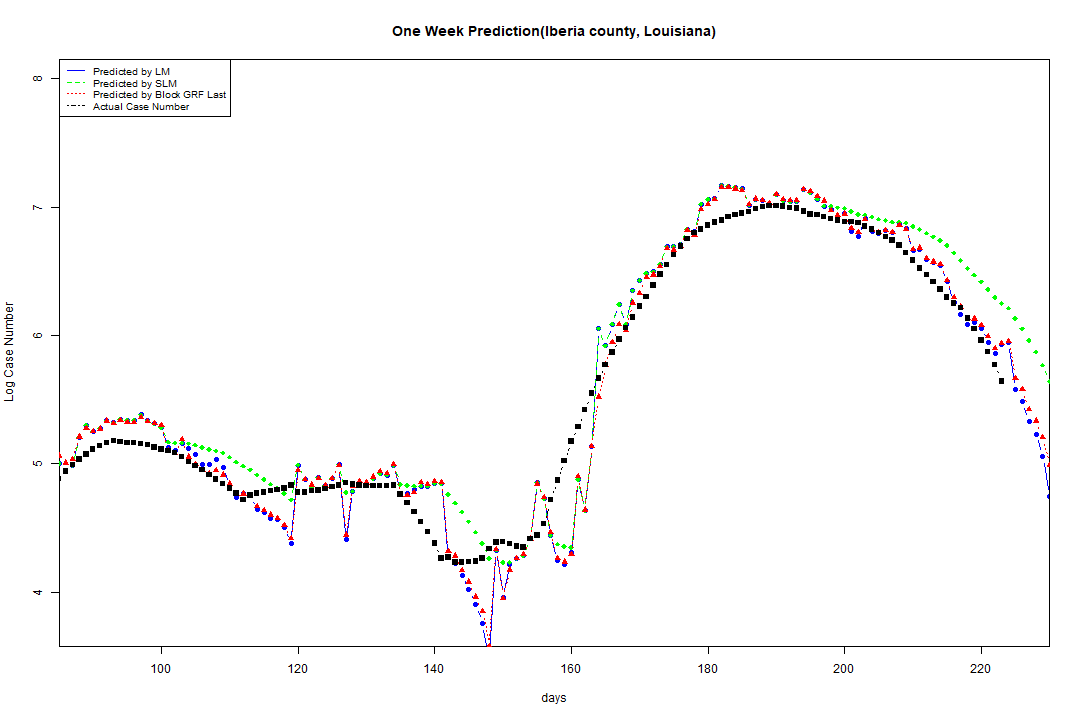 One Week Prediction(Iberia county, Louisiana)
Predicted by LM
Predicted by SLM
Predicted by Block GRF Last
Actual Case Number
Log Case Number
8
7
6
5
4
100 120 140 160 180 200 220
days